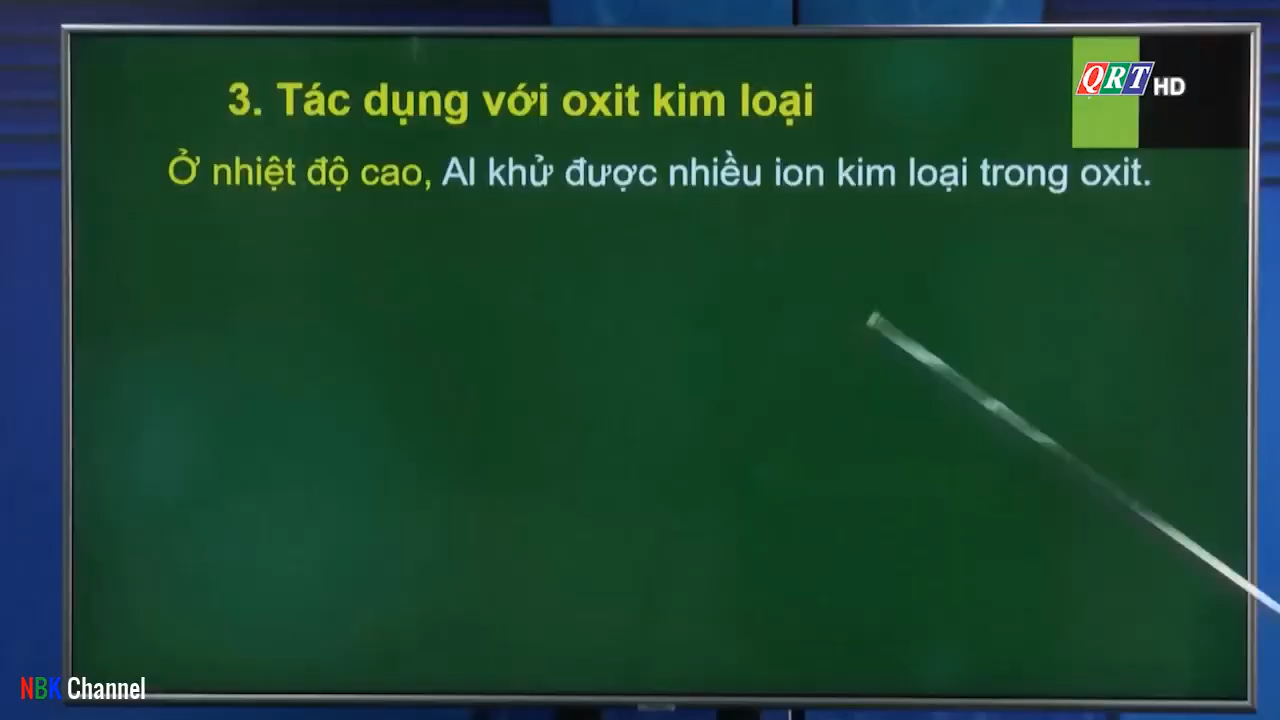 QRT HD
3. Tác dụng với oxit kim loại
Ở nhiệt độ cao, Al khử được nhiều ion kim loại trong oxit.
NBK Channel